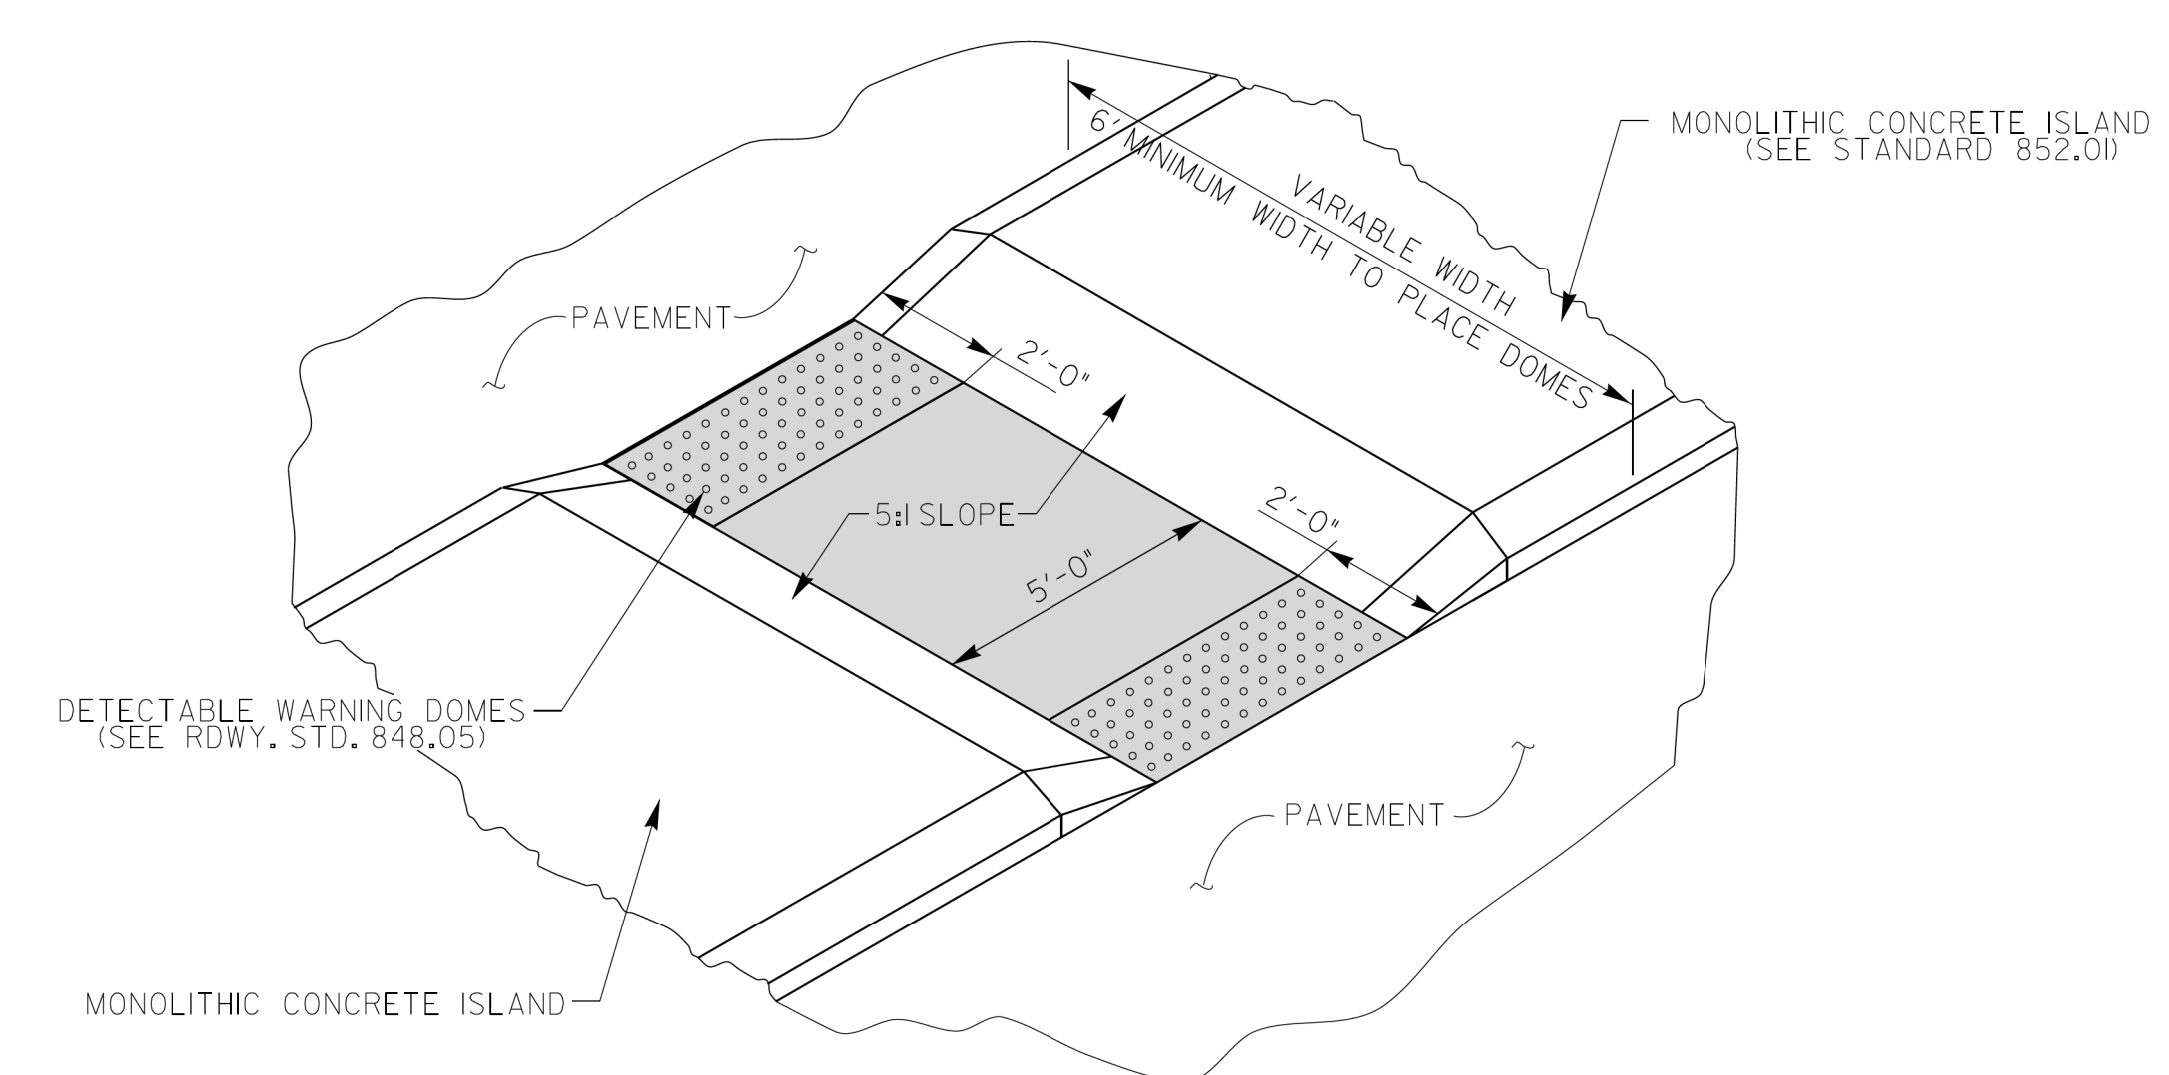 MONOLITHIC CONCRETE ISLAND
(SEE STANDARD 852.01)
6' MINIMUM WIDTH TO PLACE DOMES
VARIABLE WIDTH
PAVEMENT
2'-0"
5:1 SLOPE
2'-0"
5'-0"
DETECTABLE WARNING DOMES
(SEE RDWY. STD. 848.05)
PAVEMENT
MONOLITHIC CONCRETE ISLAND